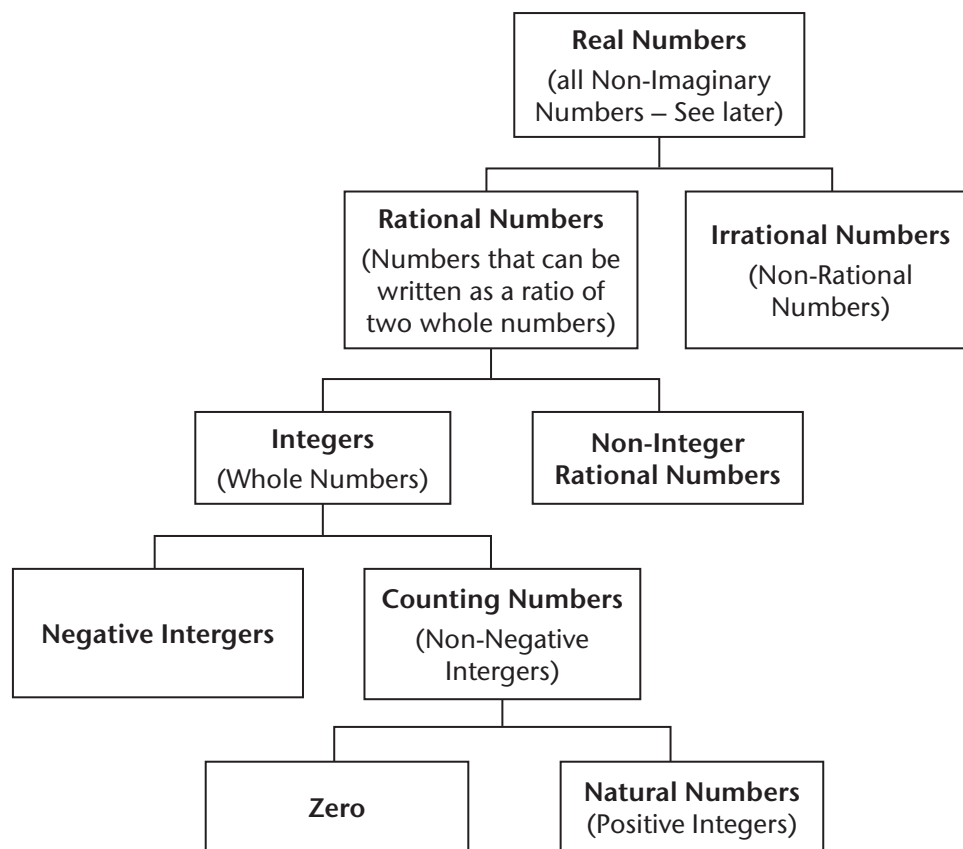 Real Numbers
(all Non-Imaginary
Numbers – See later)
Rational Numbers
(Numbers that can be
written as a ratio of
two whole numbers)
Irrational Numbers
(Non-Rational
Numbers)
Integers
(Whole Numbers)
Non-Integer
Rational Numbers
Negative Intergers
Counting Numbers
(Non-Negative
Intergers)
Zero
Natural Numbers
(Positive Integers)